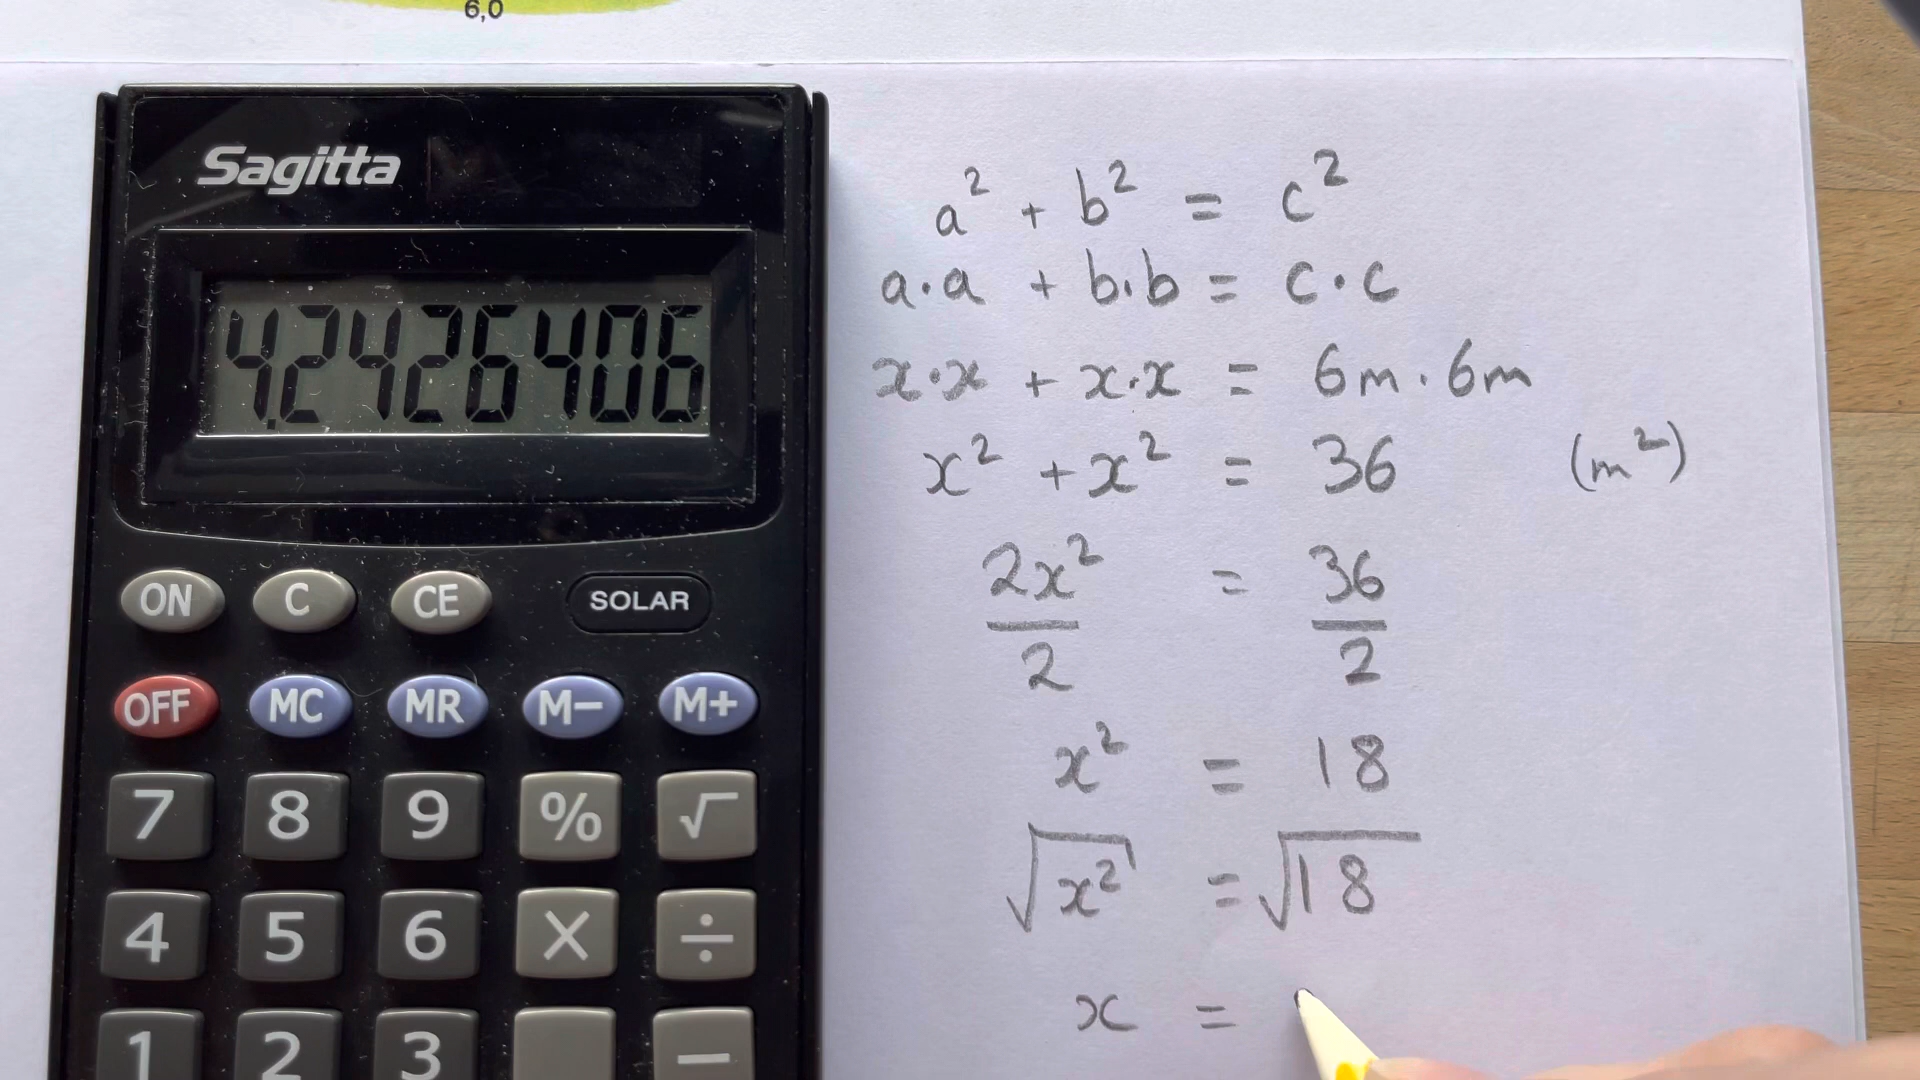 6,0
Sagitta
4.2426406
ON C CE SOLAR
OFF MC MR M− M+
7 8 9 % √
4 5 6 × ÷
1 2 3 −
a² + b² = c²
a·a + b·b = c·c
x·x + x·x = 6m·6m
x² + x² = 36 (m²)
2x²/2 = 36/2
x² = 18
√x² = √18
x =